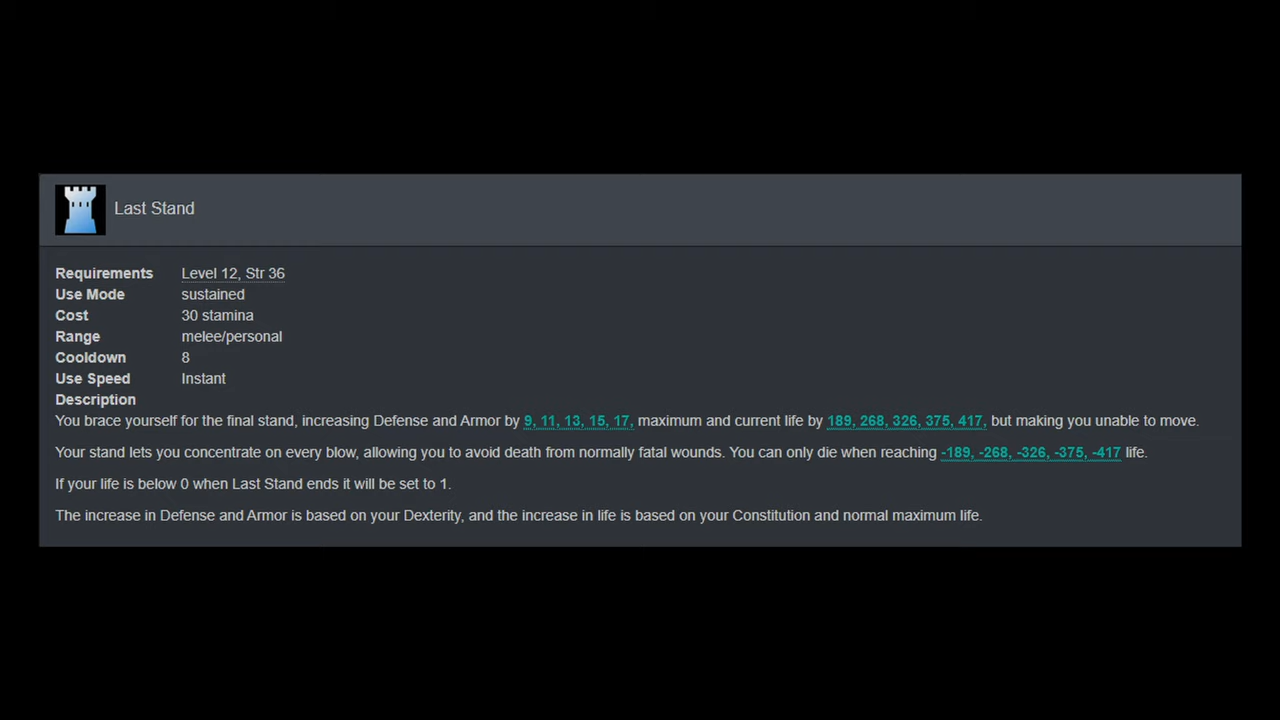 Last Stand
Requirements Level 12, Str 36
Use Mode sustained
Cost 30 stamina
Range melee/personal
Cooldown 8
Use Speed Instant
Description
You brace yourself for the final stand, increasing Defense and Armor by 9, 11, 13, 15, 17, maximum and current life by 189, 268, 326, 375, 417, but making you unable to move.
Your stand lets you concentrate on every blow, allowing you to avoid death from normally fatal wounds. You can only die when reaching -189, -268, -326, -375, -417 life.
If your life is below 0 when Last Stand ends it will be set to 1.
The increase in Defense and Armor is based on your Dexterity, and the increase in life is based on your Constitution and normal maximum life.